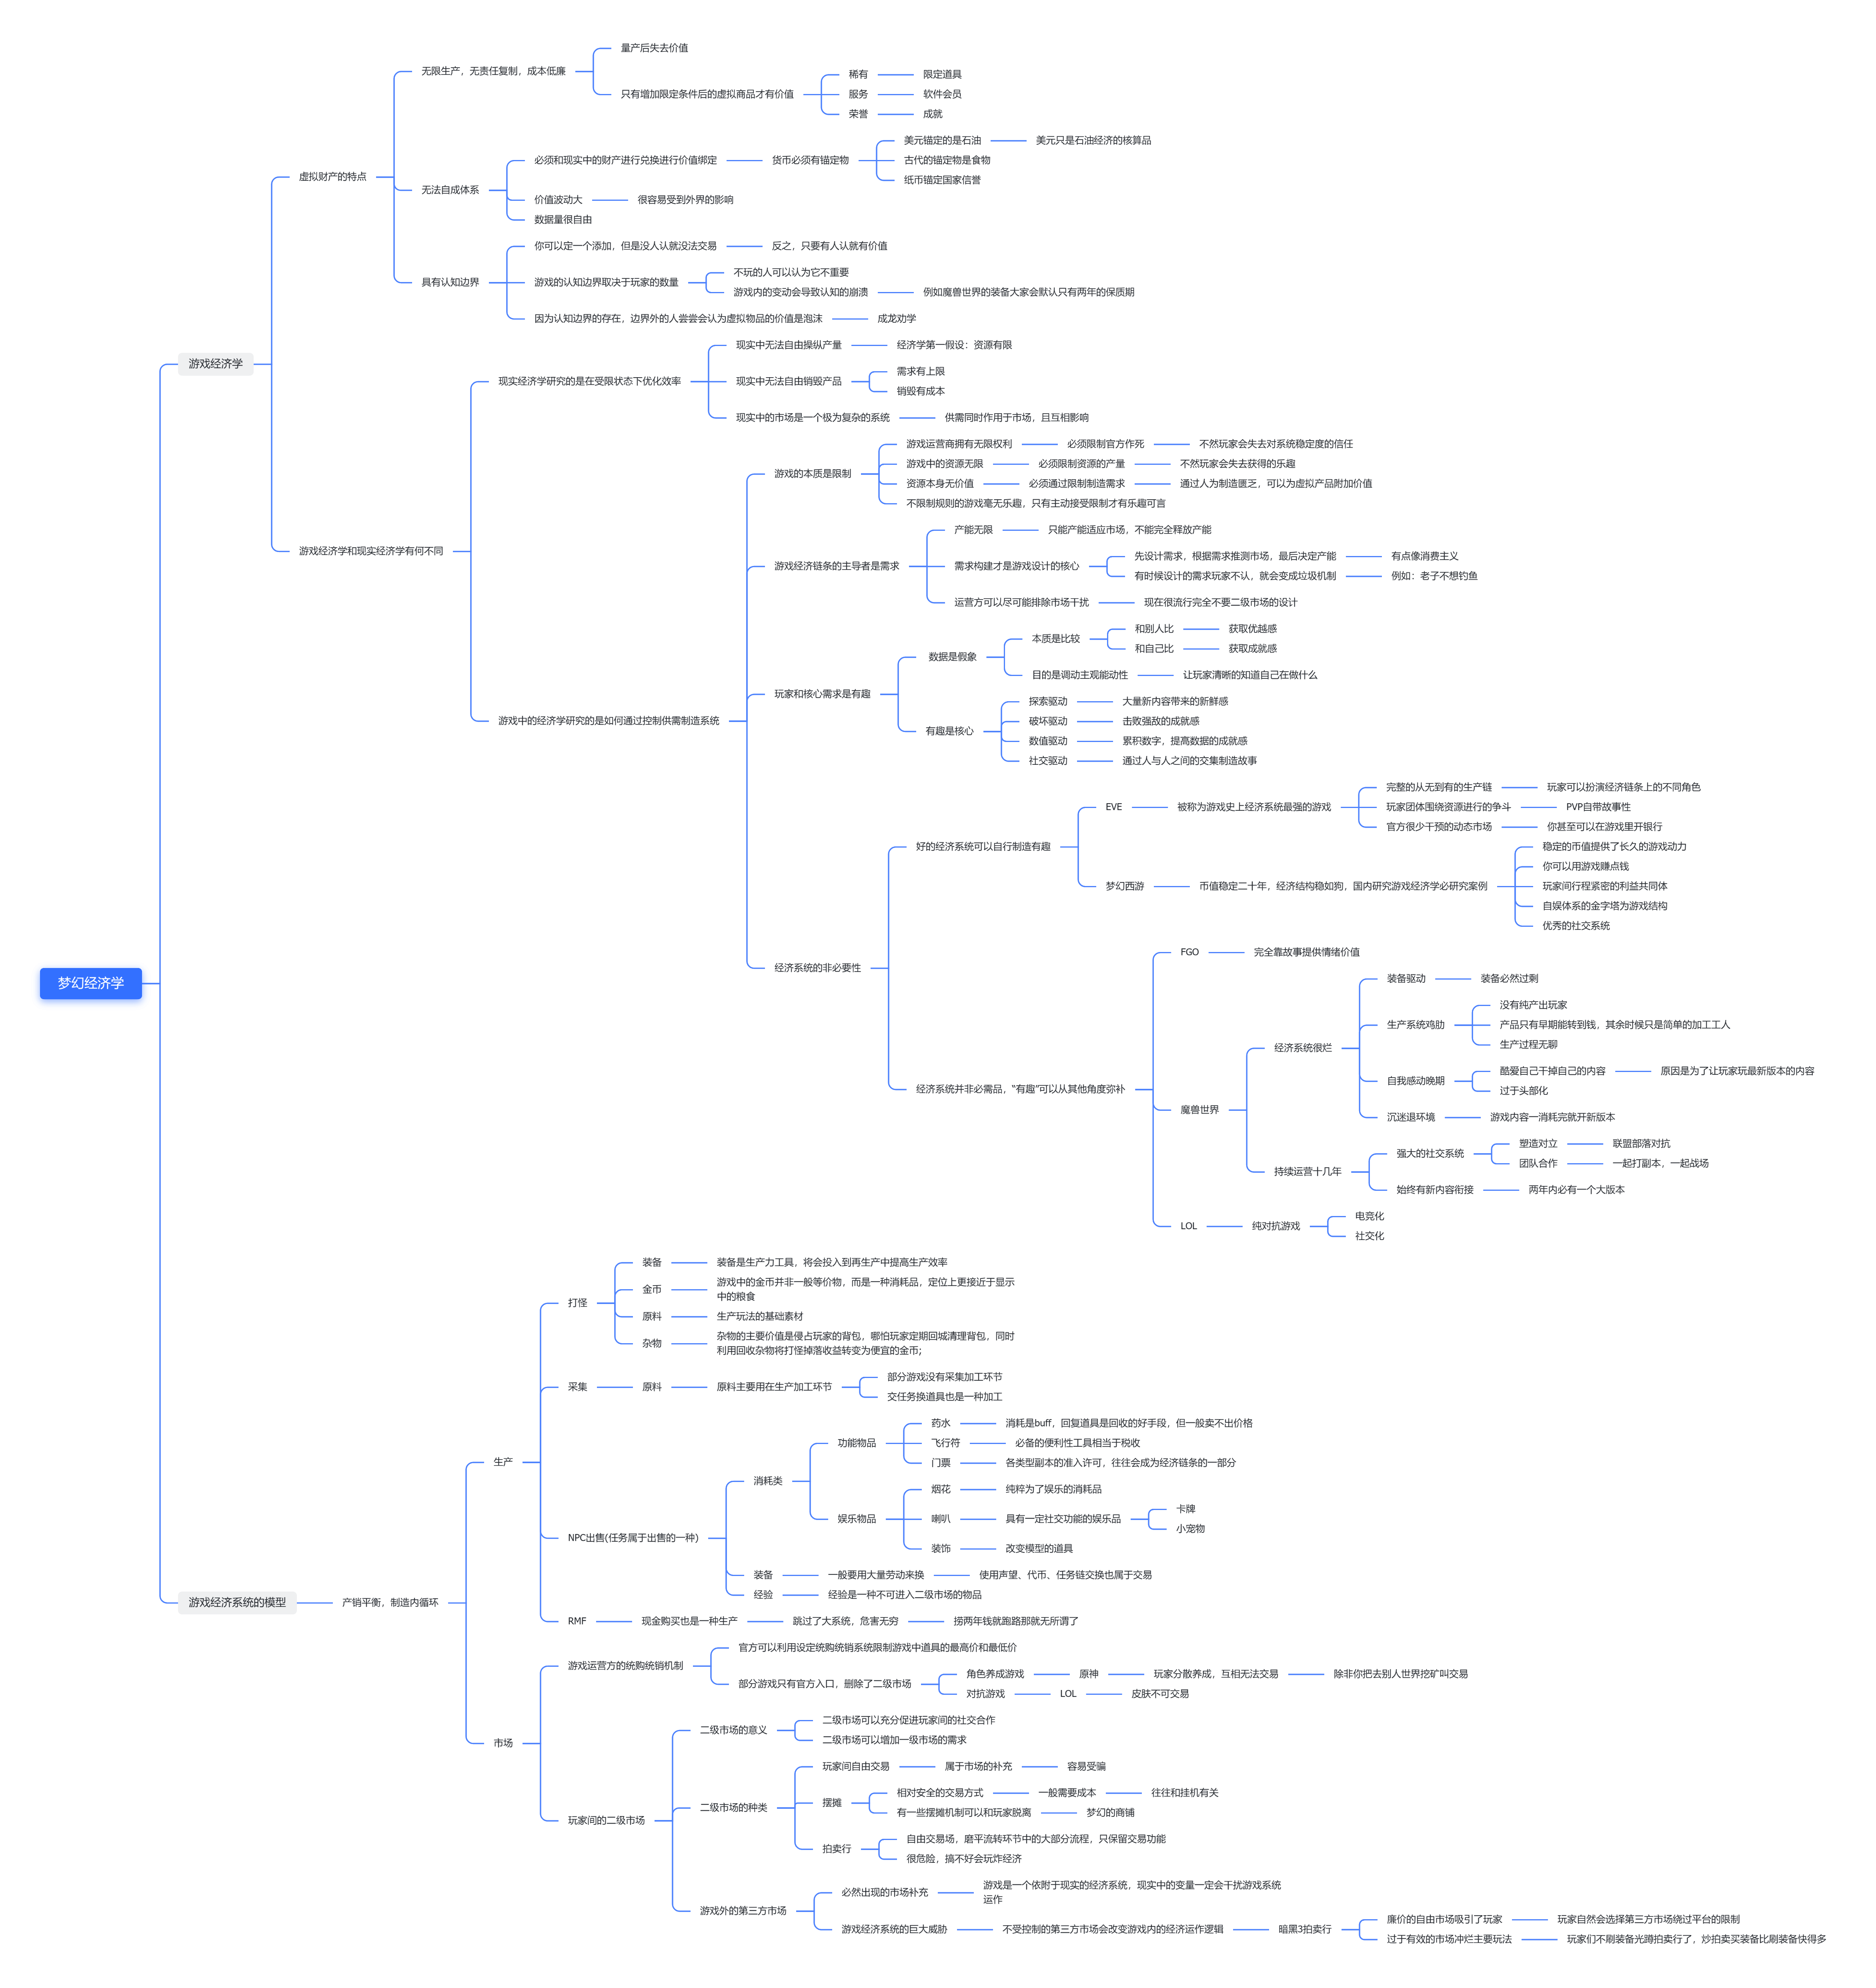 梦幻经济学
游戏经济学
虚拟财产的特点
无限生产，无责任复制，成本低廉
量产后失去价值
只有增加限定条件后的虚拟商品才有价值
稀有
限定道具
服务
软件会员
荣誉
成就
无法自成体系
必须和现实中的财产进行兑换进行价值绑定
货币必须有锚定物
美元锚定的是石油
美元只是石油经济的核算品
古代的锚定物是食物
纸币锚定国家信誉
价值波动大
很容易受到外界的影响
数据量很自由
具有认知边界
你可以定一个添加，但是没人认就没法交易
反之，只要有人认就有价值
游戏的认知边界取决于玩家的数量
不玩的人可以认为它不重要
游戏内的变动会导致认知的崩溃
例如魔兽世界的装备大家会默认只有两年的保质期
因为认知边界的存在，边界外的人尝尝会认为虚拟物品的价值是泡沫
成龙劝学
游戏经济学和现实经济学有何不同
现实经济学研究的是在受限状态下优化效率
现实中无法自由操纵产量
经济学第一假设：资源有限
现实中无法自由销毁产品
需求有上限
销毁有成本
现实中的市场是一个极为复杂的系统
供需同时作用于市场，且互相影响
游戏中的经济学研究的是如何通过控制供需制造系统
游戏的本质是限制
游戏运营商拥有无限权利
必须限制官方作死
不然玩家会失去对系统稳定度的信任
游戏中的资源无限
必须限制资源的产量
不然玩家会失去获得的乐趣
资源本身无价值
必须通过限制制造需求
通过人为制造匮乏，可以为虚拟产品附加价值
不限制规则的游戏毫无乐趣，只有主动接受限制才有乐趣可言
游戏经济链条的主导者是需求
产能无限
只能产能适应市场，不能完全释放产能
需求构建才是游戏设计的核心
先设计需求，根据需求推测市场，最后决定产能
有点像消费主义
有时候设计的需求玩家不认，就会变成垃圾机制
例如：老子不想钓鱼
运营方可以尽可能排除市场干扰
现在很流行完全不要二级市场的设计
玩家和核心需求是有趣
数据是假象
本质是比较
和别人比
获取优越感
和自己比
获取成就感
目的是调动主观能动性
让玩家清晰的知道自己在做什么
有趣是核心
探索驱动
大量新内容带来的新鲜感
破坏驱动
击败强敌的成就感
数值驱动
累积数字，提高数据的成就感
社交驱动
通过人与人之间的交集制造故事
经济系统的非必要性
好的经济系统可以自行制造有趣
EVE
被称为游戏史上经济系统最强的游戏
完整的从无到有的生产链
玩家可以扮演经济链条上的不同角色
玩家团体围绕资源进行的争斗
PVP自带故事性
官方很少干预的动态市场
你甚至可以在游戏里开银行
梦幻西游
币值稳定二十年，经济结构稳如狗，国内研究游戏经济学必研究案例
稳定的币值提供了长久的游戏动力
你可以用游戏赚点钱
玩家间行程紧密的利益共同体
自娱体系的金字塔为游戏结构
优秀的社交系统
经济系统并非必需品，“有趣”可以从其他角度弥补
FGO
完全靠故事提供情绪价值
魔兽世界
经济系统很烂
装备驱动
装备必然过剩
生产系统鸡肋
没有纯产出玩家
产品只有早期能转到钱，其余时候只是简单的加工工人
生产过程无聊
自我感动晚期
酷爱自己干掉自己的内容
原因是为了让玩家玩最新版本的内容
过于头部化
沉迷退环境
游戏内容一消耗完就开新版本
持续运营十几年
强大的社交系统
塑造对立
联盟部落对抗
团队合作
一起打副本，一起战场
始终有新内容衔接
两年内必有一个大版本
LOL
纯对抗游戏
电竞化
社交化
游戏经济系统的模型
产销平衡，制造内循环
生产
打怪
装备
装备是生产力工具，将会投入到再生产中提高生产效率
金币
游戏中的金币并非一般等价物，而是一种消耗品，定位上更接近于显示
中的粮食
原料
生产玩法的基础素材
杂物
杂物的主要价值是侵占玩家的背包，哪怕玩家定期回城清理背包，同时
利用回收杂物将打怪掉落收益转变为便宜的金币；
采集
原料
原料主要用在生产加工环节
部分游戏没有采集加工环节
交任务换道具也是一种加工
NPC出售(任务属于出售的一种)
消耗类
功能物品
药水
消耗是buff，回复道具是回收的好手段，但一般卖不出价格
飞行符
必备的便利性工具相当于税收
门票
各类型副本的准入许可，往往会成为经济链条的一部分
娱乐物品
烟花
纯粹为了娱乐的消耗品
喇叭
具有一定社交功能的娱乐品
卡牌
小宠物
装饰
改变模型的道具
装备
一般要用大量劳动来换
使用声望、代币、任务链交换也属于交易
经验
经验是一种不可进入二级市场的物品
RMF
现金购买也是一种生产
跳过了大系统，危害无穷
捞两年钱就跑路那就无所谓了
市场
游戏运营方的统购统销机制
官方可以利用设定统购统销系统限制游戏中道具的最高价和最低价
部分游戏只有官方入口，删除了二级市场
角色养成游戏
原神
玩家分散养成，互相无法交易
除非你把去别人世界挖矿叫交易
对抗游戏
LOL
皮肤不可交易
玩家间的二级市场
二级市场的意义
二级市场可以充分促进玩家间的社交合作
二级市场可以增加一级市场的需求
二级市场的种类
玩家间自由交易
属于市场的补充
容易受骗
摆摊
相对安全的交易方式
一般需要成本
往往和挂机有关
有一些摆摊机制可以和玩家脱离
梦幻的商铺
拍卖行
自由交易场，磨平流转环节中的大部分流程，只保留交易功能
很危险，搞不好会玩炸经济
游戏外的第三方市场
必然出现的市场补充
游戏是一个依附于现实的经济系统，现实中的变量一定会干扰游戏系统
运作
游戏经济系统的巨大威胁
不受控制的第三方市场会改变游戏内的经济运作逻辑
暗黑3拍卖行
廉价的自由市场吸引了玩家
玩家自然会选择第三方市场绕过平台的限制
过于有效的市场冲烂主要玩法
玩家们不刷装备光蹲拍卖行了，炒拍卖买装备比刷装备快得多